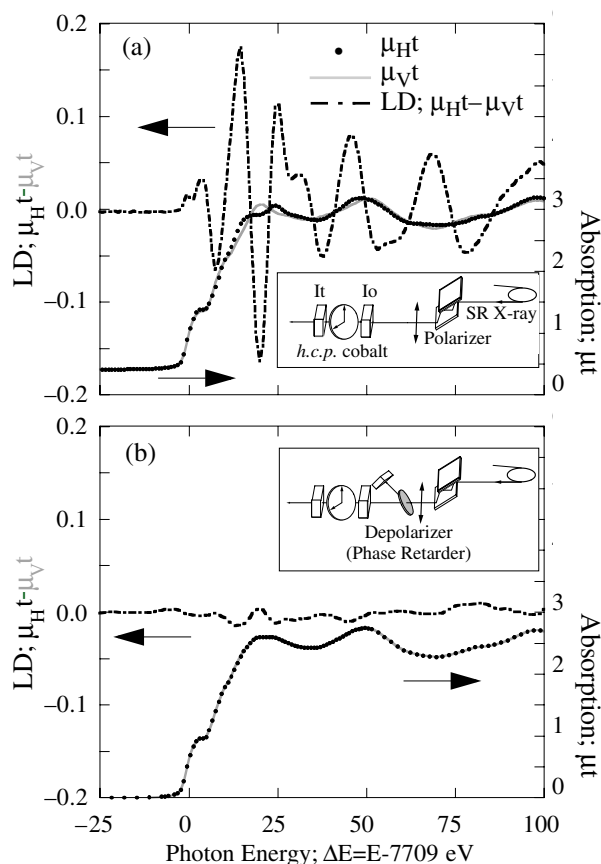 0.2
(a)
μHt
μVt
LD; μHt–μVt
0.1
0.0
–0.1
–0.2
LD; μHt-μVt
3
2
1
0
Absorption; μt
It
Io
SR X-ray
Polarizer
h.c.p. cobalt
0.2
(b)
0.1
0.0
-0.1
-0.2
LD; μHt-μVt
3
2
1
0
Absorption; μt
Depolarizer
(Phase Retarder)
-25
0
25
50
75
100
Photon Energy; ΔE=E-7709 eV